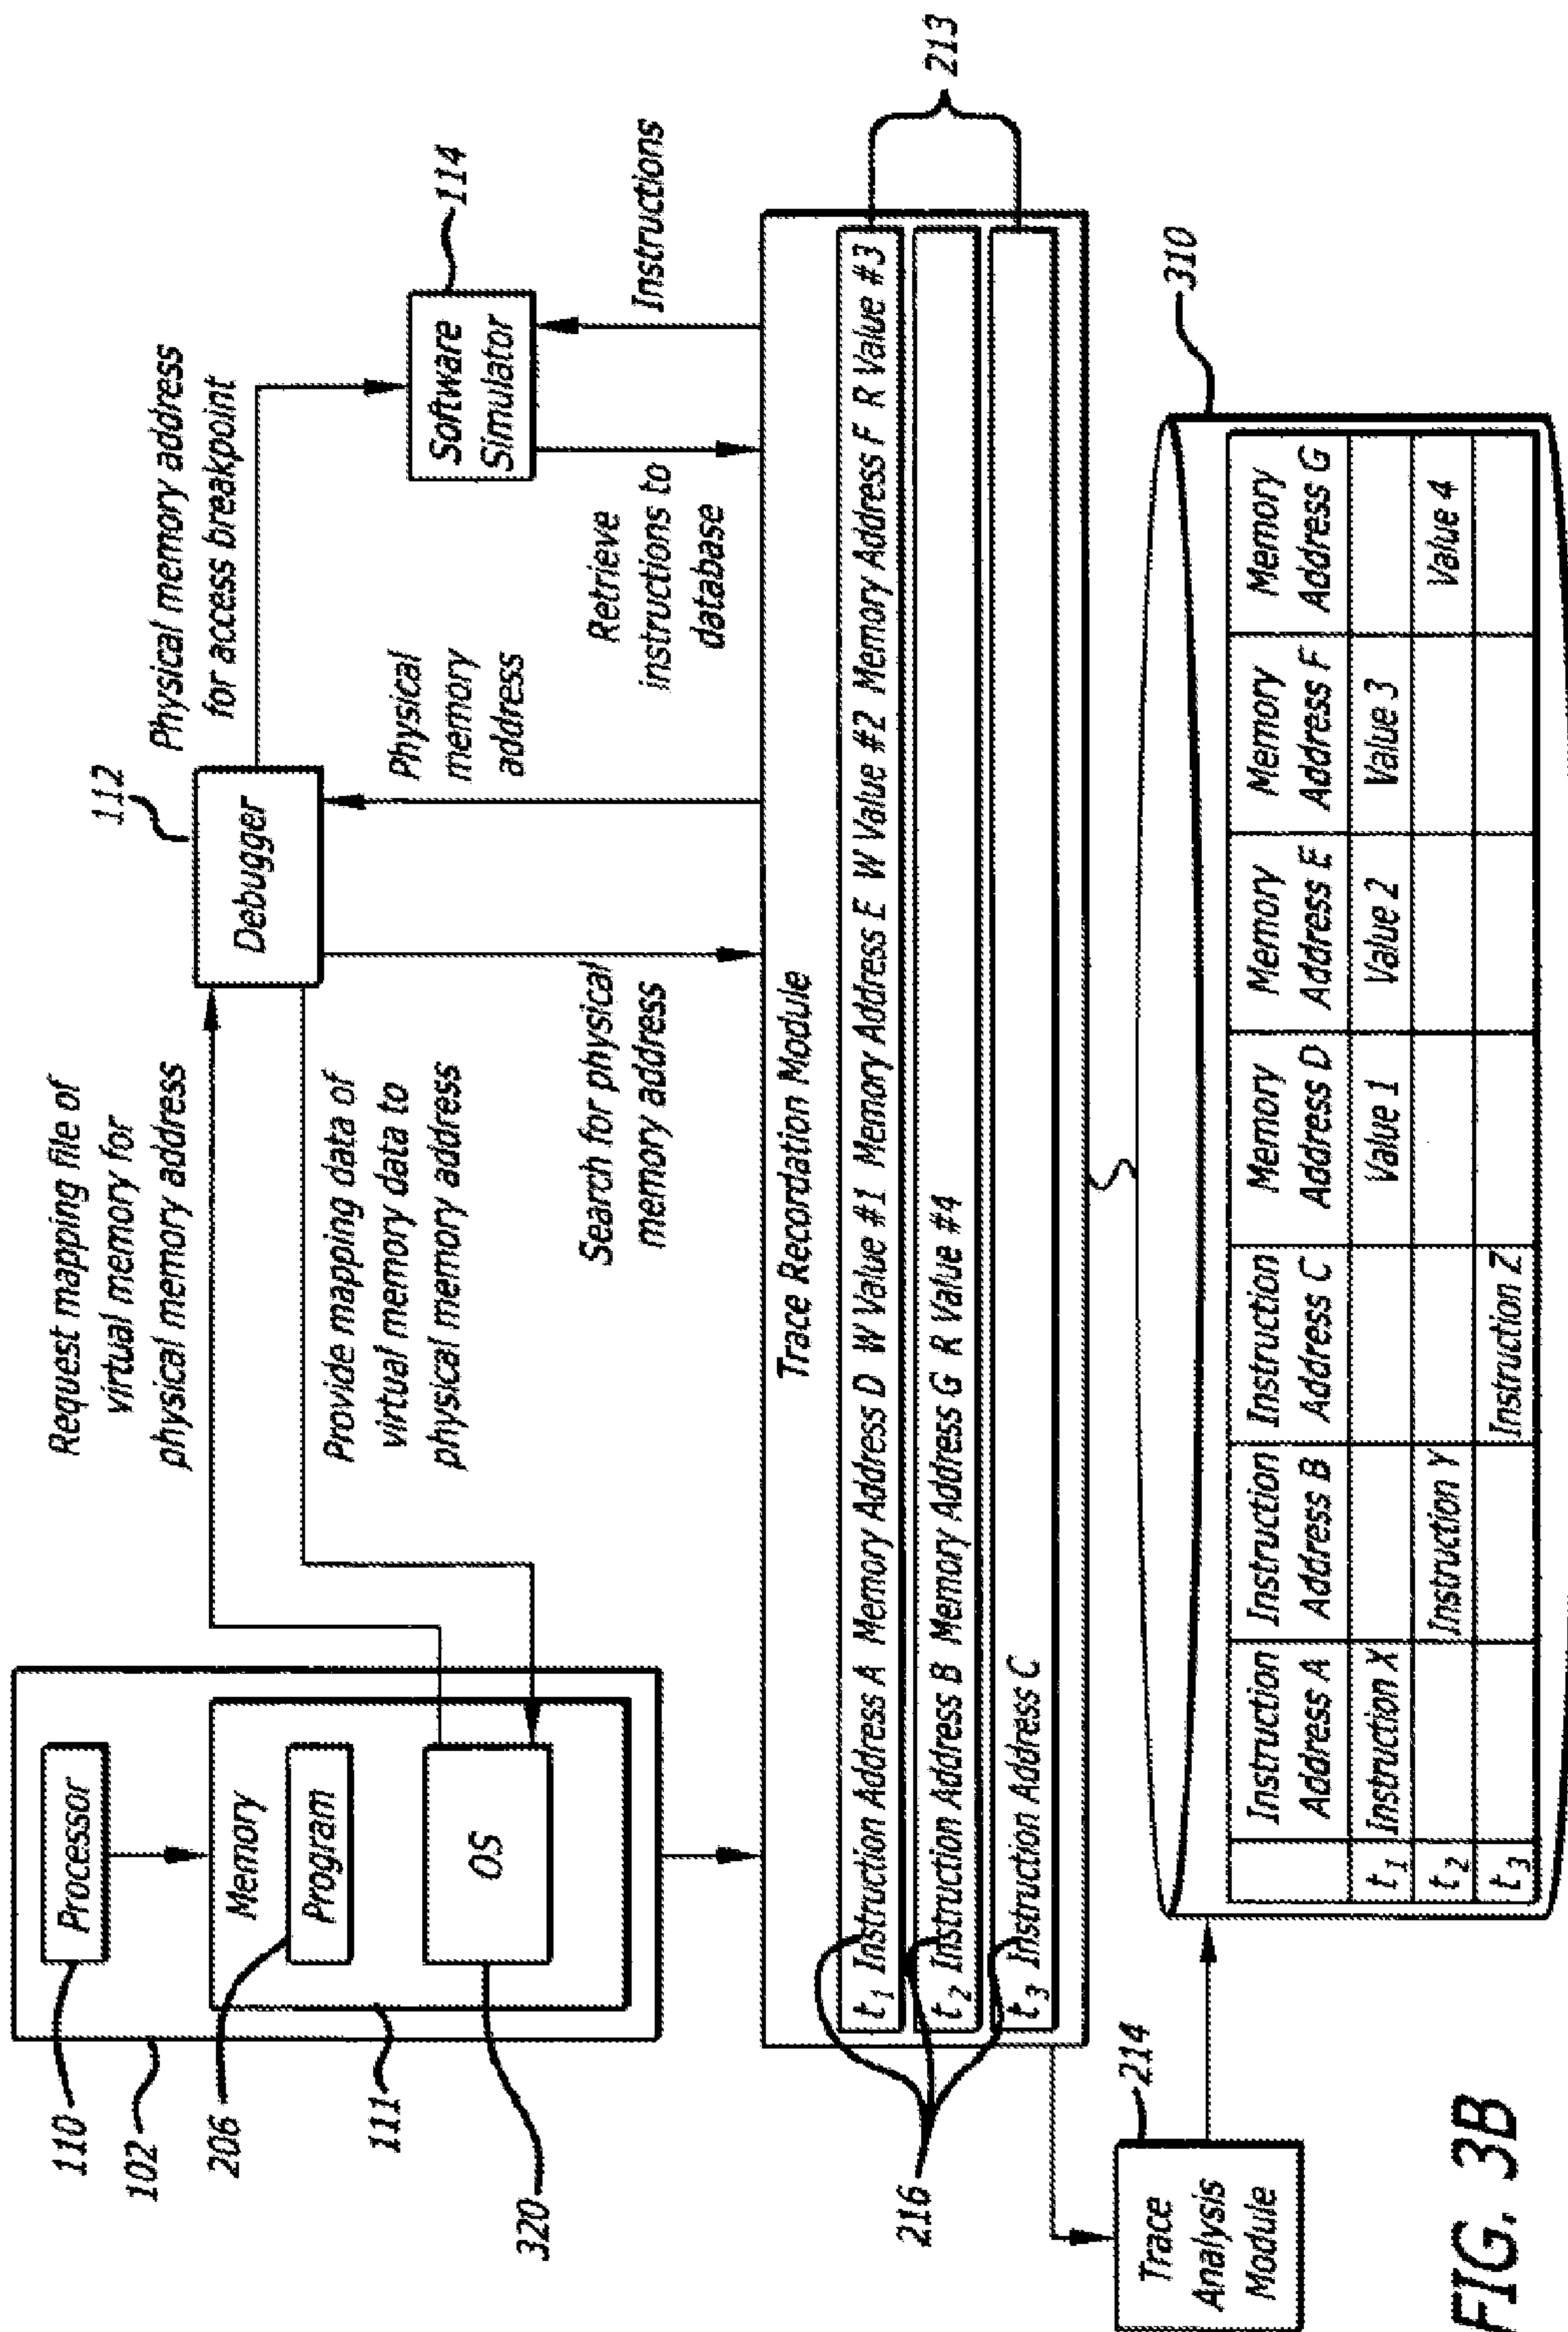 110
102
206
111
320
Processor
Memory
Program
OS
Request mapping file of
virtual memory for
physical memory address
Provide mapping data of
virtual memory data to
physical memory address
112
Debugger
Physical memory address
for access breakpoint
114
Software
Simulator
Search for physical
memory address
Physical
memory
address
Retrieve
instructions to
database
Instructions
Trace Recordation Module
t1 Instruction Address A Memory Address D W Value #1 Memory Address E W Value #2 Memory Address F R Value #3
t2 Instruction Address B Memory Address G R Value #4
t3 Instruction Address C
213
216
214
Trace
Analysis
Module
310
Instruction Address A Instruction Address B Instruction Address C Memory Address D Memory Address E Memory Address F Memory Address G
t1 Instruction X Value 1 Value 2 Value 3
t2 Instruction Y Value 4
t3 Instruction Z
FIG. 3B